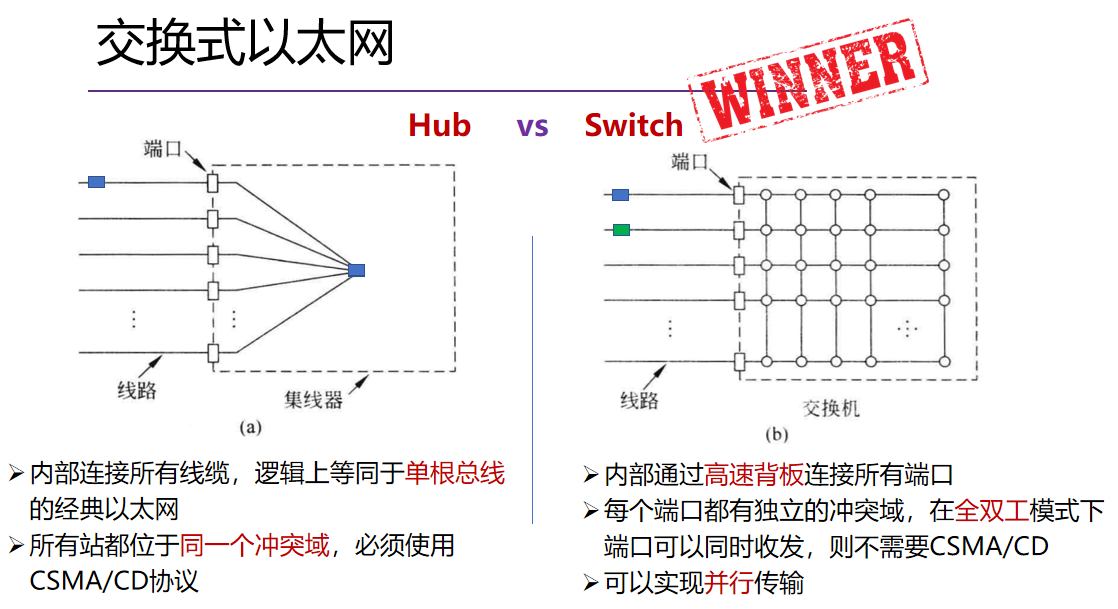 交换式以太网
WINNER
Hub vs Switch
端口
线路
集线器
(a)
端口
线路
交换机
(b)
➢内部连接所有线缆，逻辑上等同于单根总线
的经典以太网
➢所有站都位于同一个冲突域，必须使用
CSMA/CD协议
➢内部通过高速背板连接所有端口
➢每个端口都有独立的冲突域，在全双工模式下
端口可以同时收发，则不需要CSMA/CD
➢可以实现并行传输